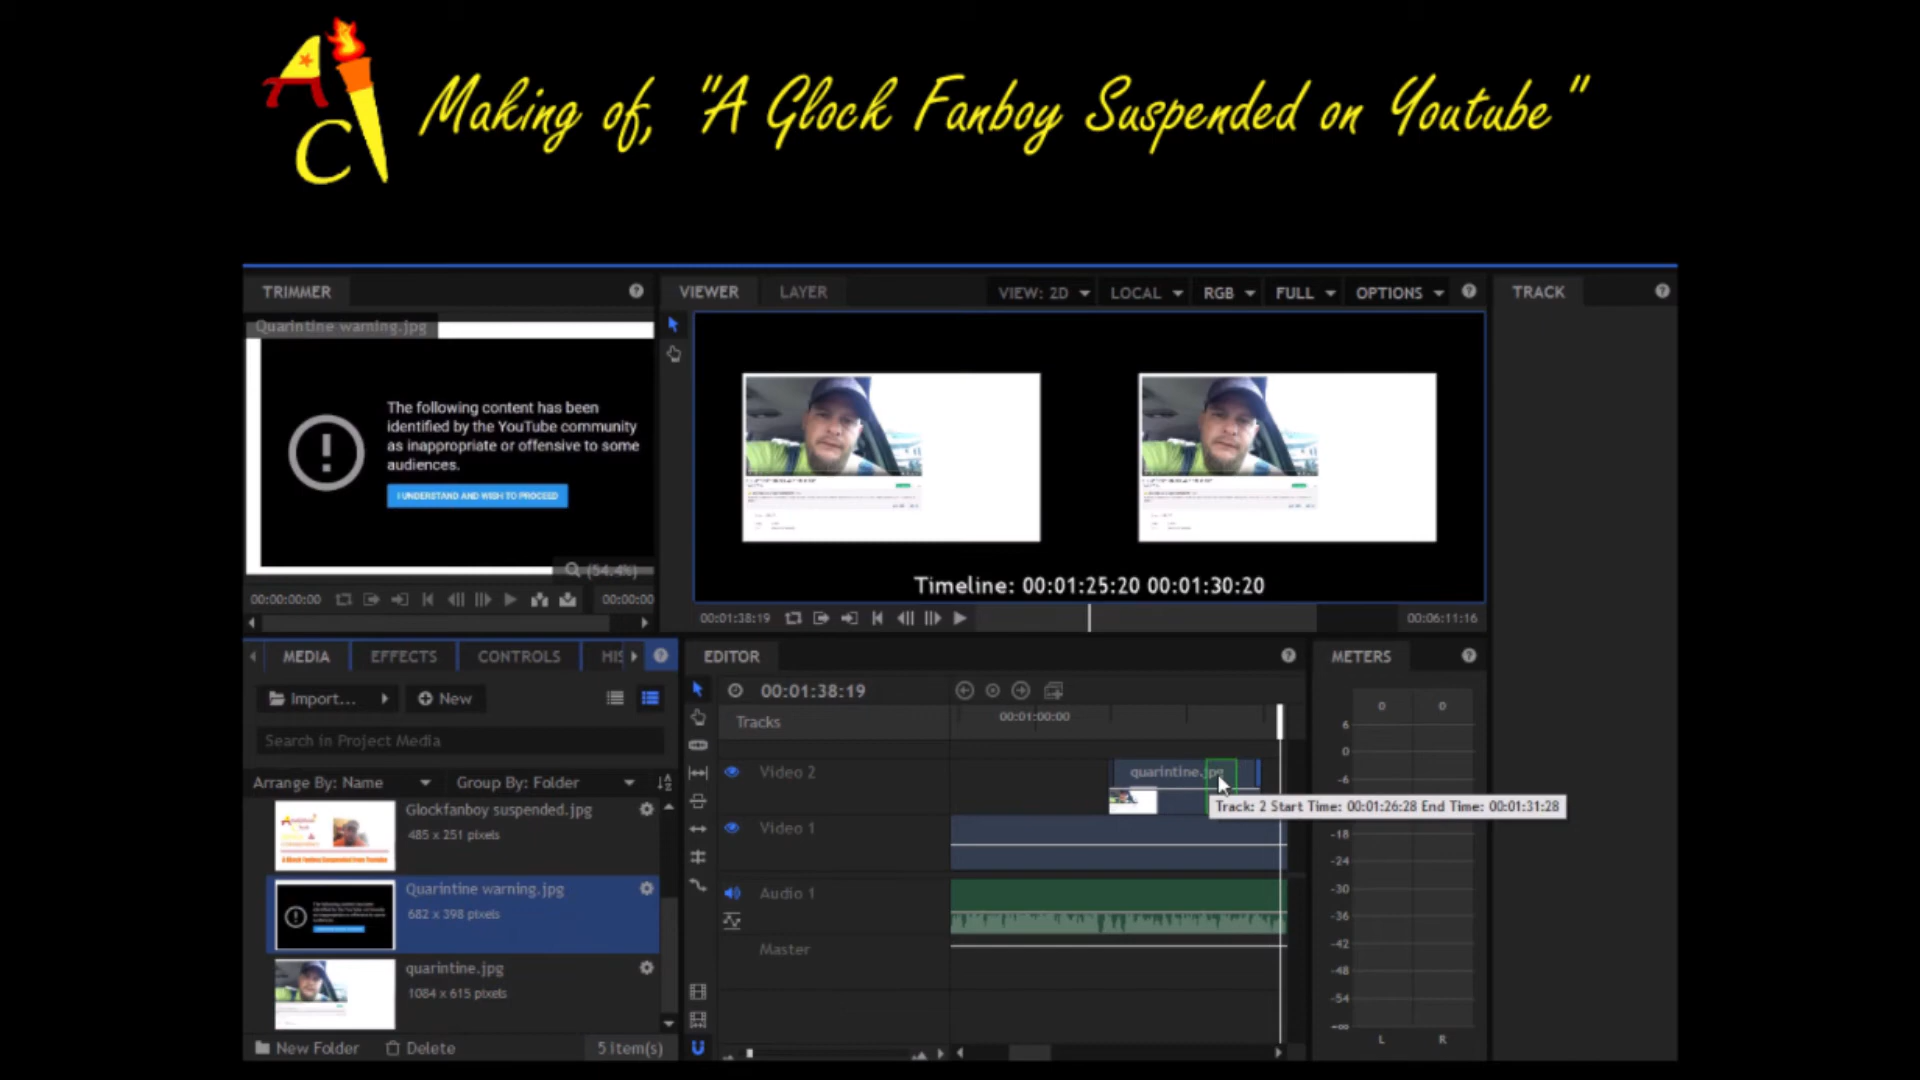 A C
Making of, "A Glock Fanboy Suspended on Youtube"
TRIMMER
VIEWER LAYER VIEW: 2D LOCAL RGB FULL OPTIONS
TRACK
Quarintine warning.jpg
The following content has been
identified by the YouTube community
as inappropriate or offensive to some
audiences.
I UNDERSTAND AND WISH TO PROCEED
(54.4%)
00:00:00:00 00:00:00
Timeline: 00:01:25:20 00:01:30:20
00:01:38:19 00:06:11:16
MEDIA EFFECTS CONTROLS HIS
Import... New
Search in Project Media
Arrange By: Name Group By: Folder
Glockfanboy suspended.jpg
485 x 251 pixels
Quarintine warning.jpg
682 x 398 pixels
quarintine.jpg
1084 x 615 pixels
New Folder Delete 5 item(s)
EDITOR
00:01:38:19
Tracks 00:01:00:00
Video 2 quarintine.jpg
Track: 2 Start Time: 00:01:26:28 End Time: 00:01:31:28
Video 1
Audio 1
Master
METERS
0 0
6
0
-6
-18
-24
-30
-36
-42
-48
-54
-∞
L R